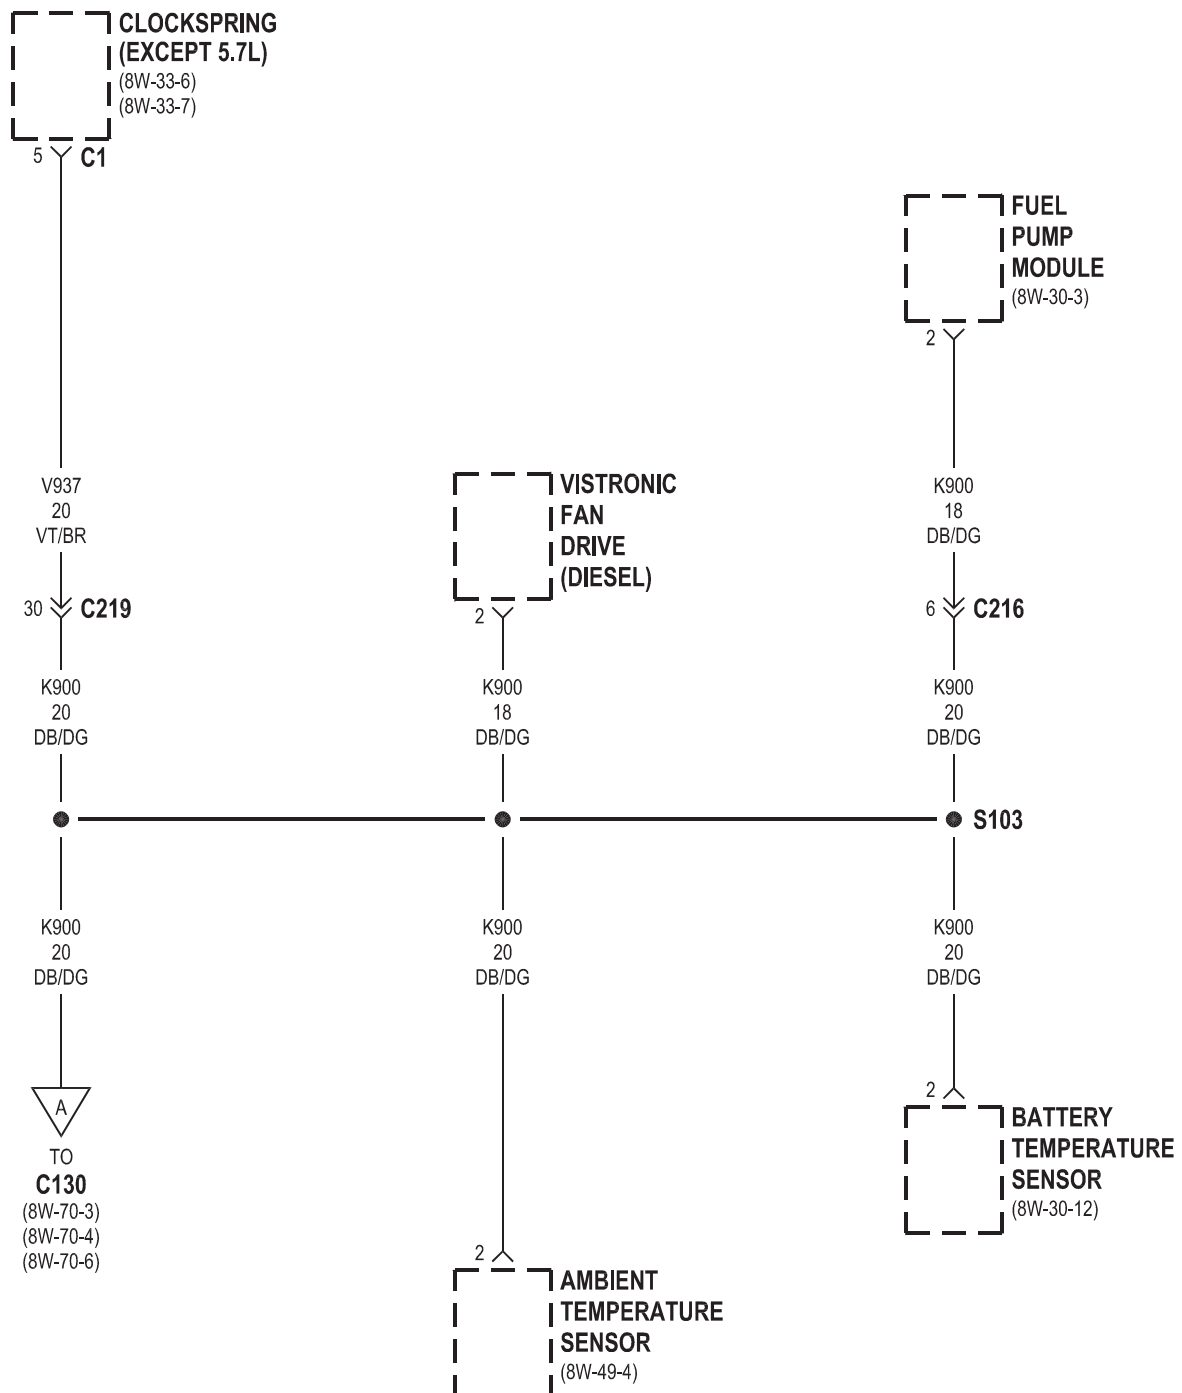 CLOCKSPRING
(EXCEPT 5.7L)
(8W-33-6)
(8W-33-7)
5 C1
FUEL
PUMP
MODULE
(8W-30-3)
2
V937
20
VT/BR
VISTRONIC
FAN
DRIVE
(DIESEL)
K900
18
DB/DG
30 C219
2
6 C216
K900
20
DB/DG
K900
18
DB/DG
K900
20
DB/DG
S103
K900
20
DB/DG
K900
20
DB/DG
K900
20
DB/DG
A
TO
C130
(8W-70-3)
(8W-70-4)
(8W-70-6)
2
BATTERY
TEMPERATURE
SENSOR
(8W-30-12)
2
AMBIENT
TEMPERATURE
SENSOR
(8W-49-4)